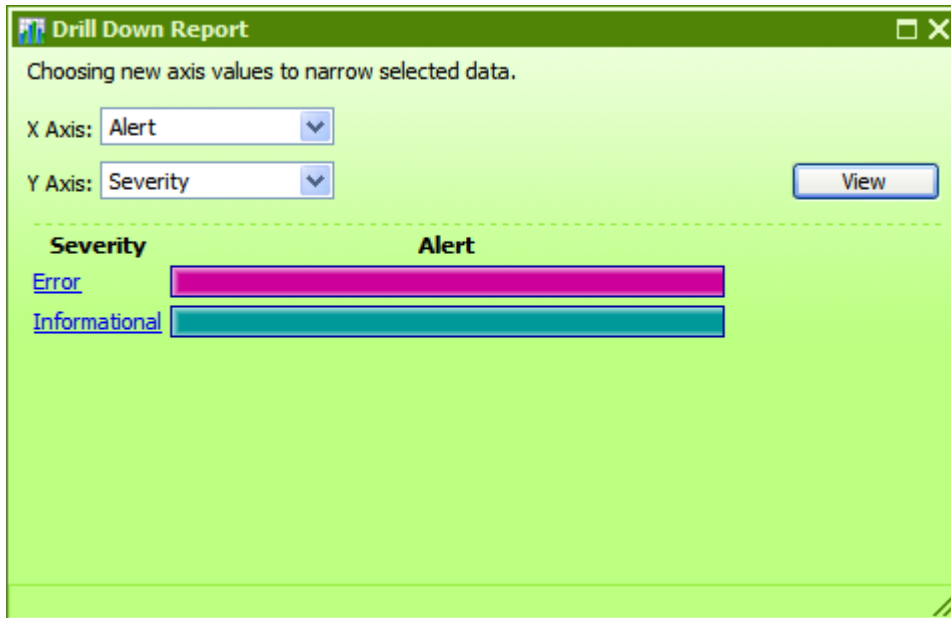 Drill Down Report
Choosing new axis values to narrow selected data.
X Axis: Alert
Y Axis: Severity View
Severity Alert
Error
Informational